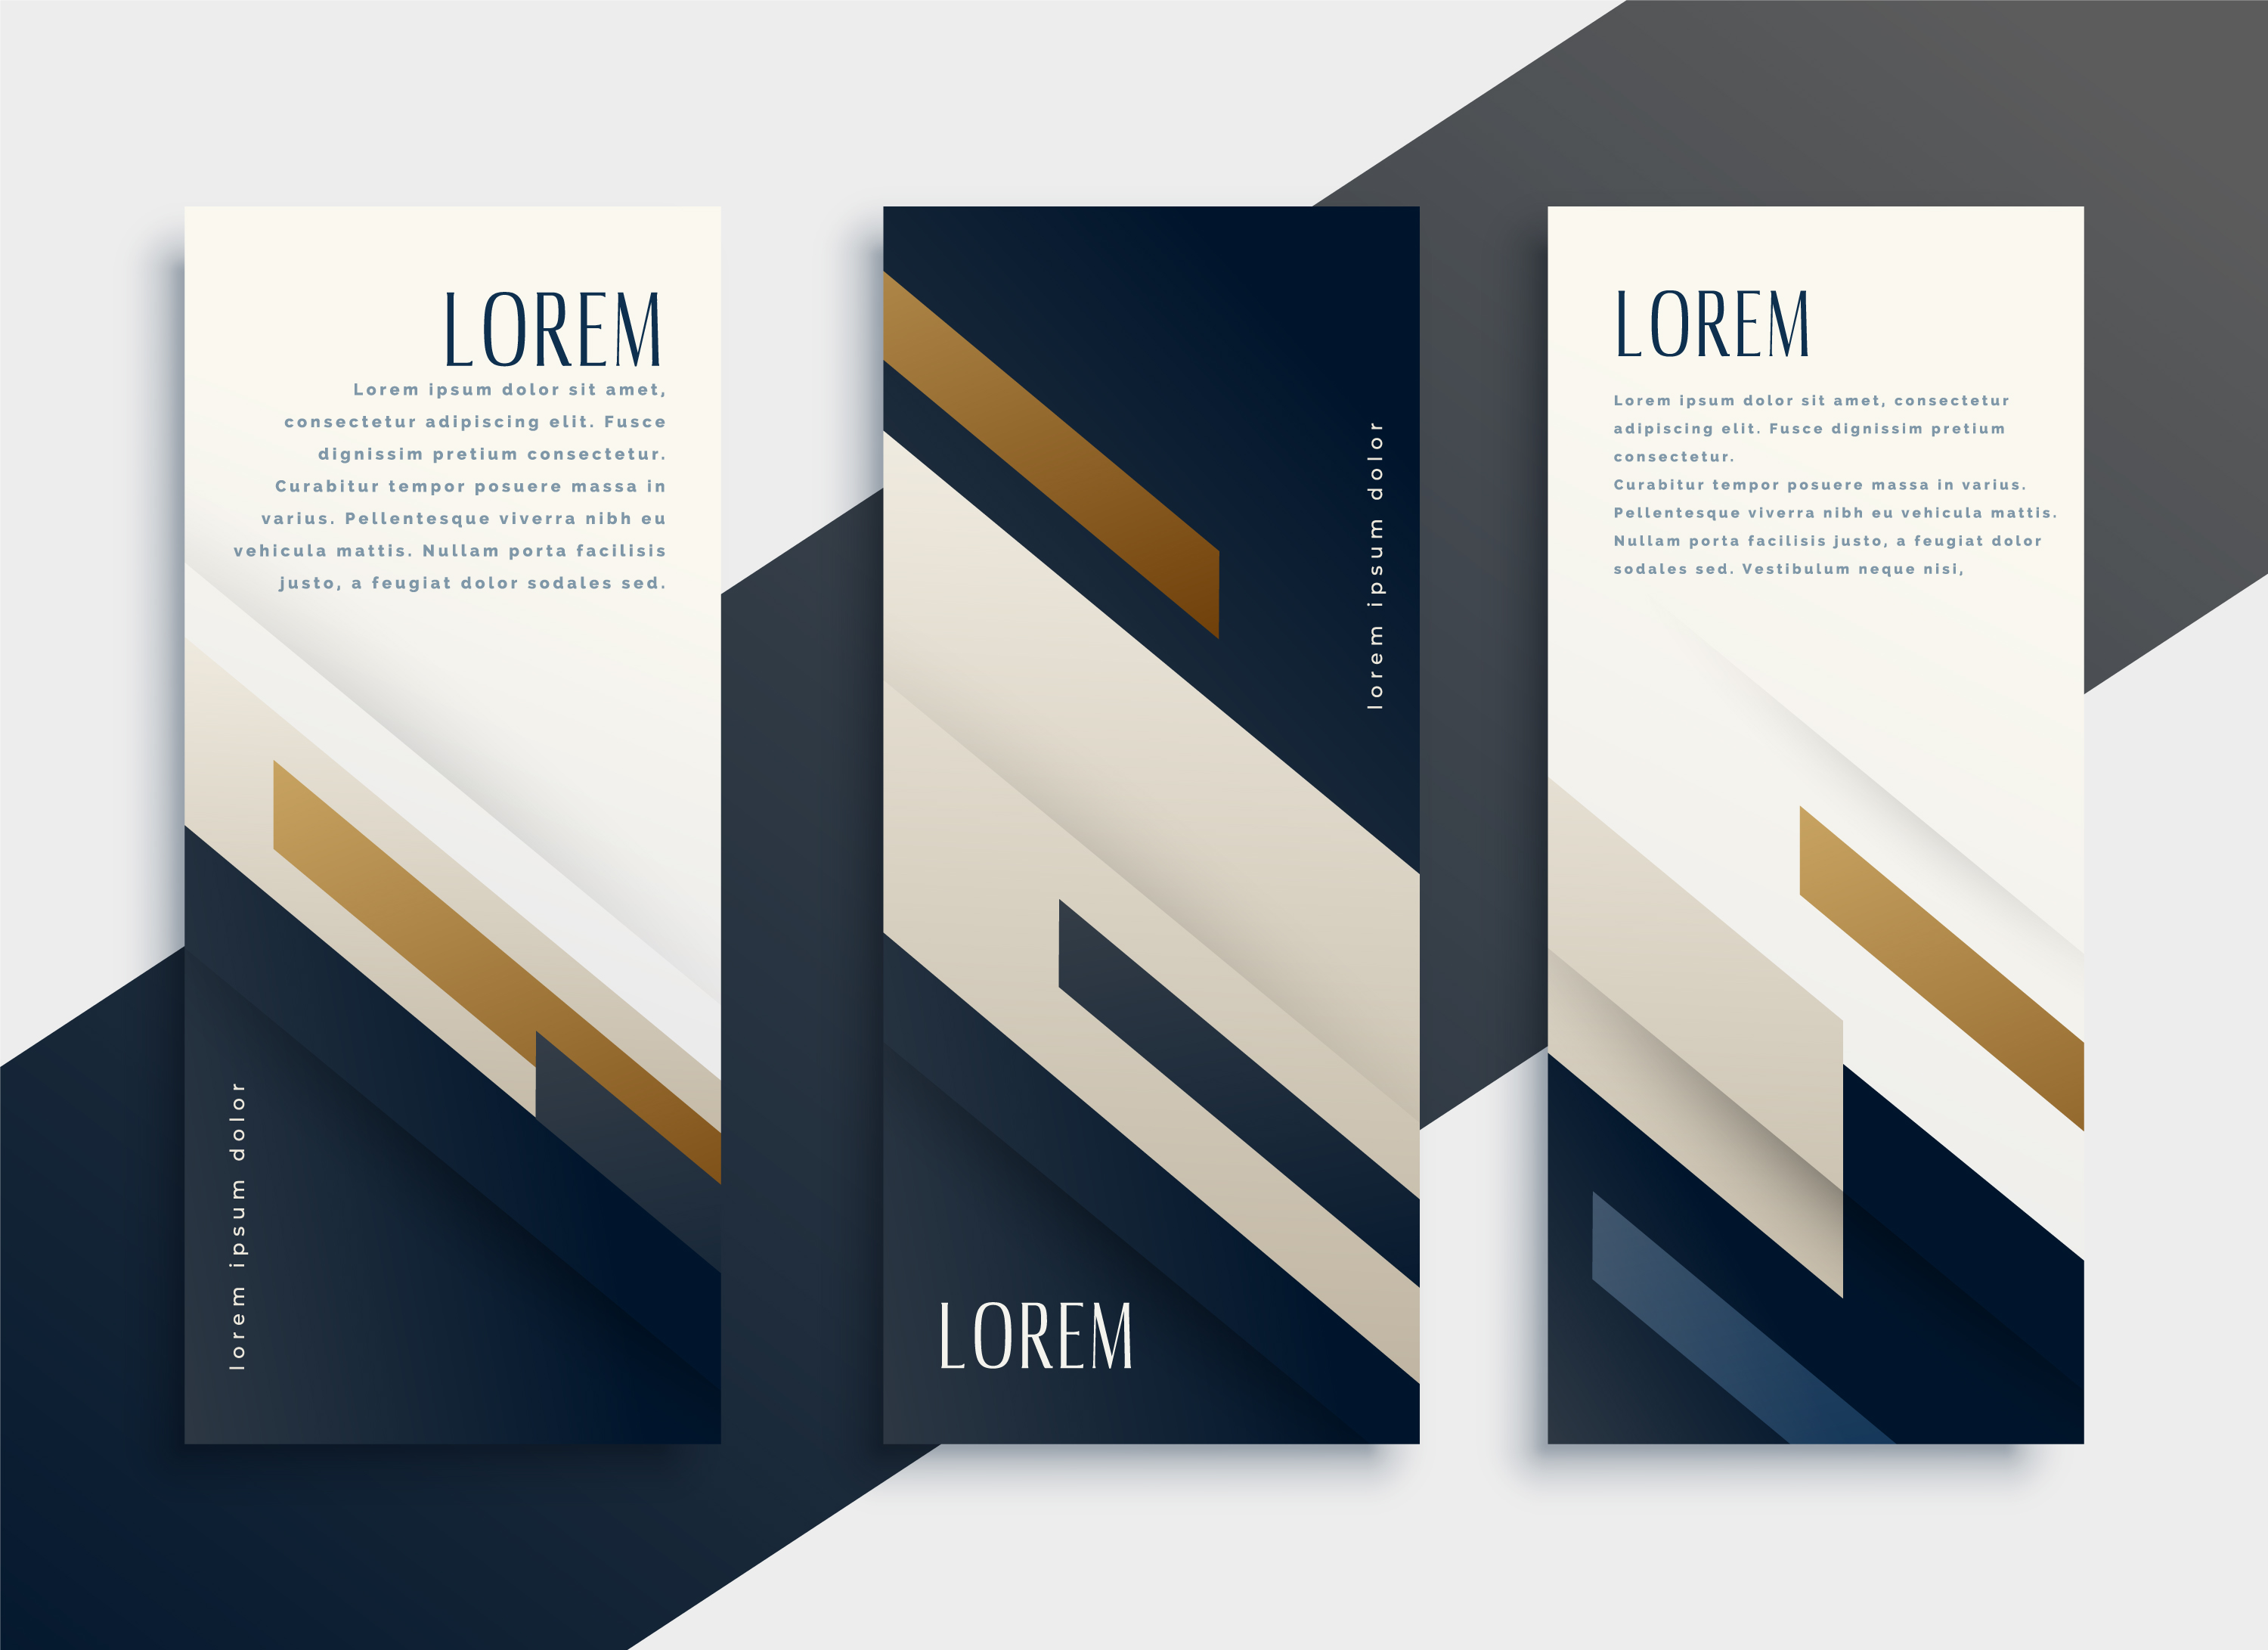 LOREM
Lorem ipsum dolor sit amet,
consectetur adipiscing elit. Fusce
dignissim pretium consectetur.
Curabitur tempor posuere massa in
varius. Pellentesque viverra nibh eu
vehicula mattis. Nullam porta facilisis
justo, a feugiat dolor sodales sed.
lorem ipsum dolor
lorem ipsum dolor
LOREM
LOREM
Lorem ipsum dolor sit amet, consectetur
adipiscing elit. Fusce dignissim pretium
consectetur.
Curabitur tempor posuere massa in varius.
Pellentesque viverra nibh eu vehicula mattis.
Nullam porta facilisis justo, a feugiat dolor
sodales sed. Vestibulum neque nisi,